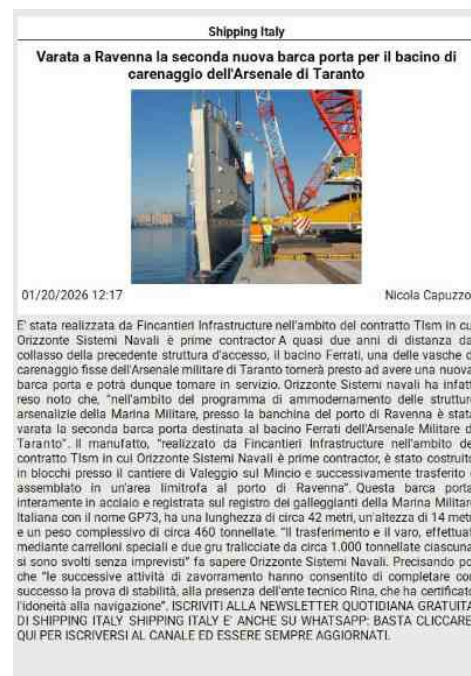 Shipping Italy
Varata a Ravenna la seconda nuova barca porta per il bacino di
carenaggio dell'Arsenale di Taranto
01/20/2026 12:17
Nicola Capuzzo
E' stata realizzata da Fincantieri Infrastructure nell'ambito del contratto TIsm in cu
Orizzonte Sistemi Navali è prime contractor A quasi due anni di distanza da
collasso della precedente struttura d'accesso, il bacino Ferrati, una delle vasche d
carenaggio fisse dell'Arsenale militare di Taranto tornerà presto ad avere una nuova
barca porta e potrà dunque tornare in servizio. Orizzonte Sistemi navali ha infatt
reso noto che, "nell'ambito del programma di ammodernamento delle strutture
arsenalizie della Marina Militare, presso la banchina del porto di Ravenna è stata
varata la seconda barca porta destinata al bacino Ferrati dell'Arsenale Militare d
Taranto". Il manufatto, "realizzato da Fincantieri Infrastructure nell'ambito de
contratto TIsm in cui Orizzonte Sistemi Navali è prime contractor, è stato costruito
in blocchi presso il cantiere di Valeggio sul Mincio e successivamente trasferito e
assemblato in un'area limitrofa al porto di Ravenna". Questa barca porta,
interamente in acciaio e registrata sul registro dei galleggianti della Marina Militare
Italiana con il nome GP73, ha una lunghezza di circa 42 metri, un'altezza di 14 metr
e un peso complessivo di circa 460 tonnellate. "Il trasferimento e il varo, effettuat
mediante carrelloni speciali e due gru tralicciate da circa 1.000 tonnellate ciascuna,
si sono svolti senza imprevisti" fa sapere Orizzonte Sistemi Navali. Precisando po
che "le successive attività di zavorramento hanno consentito di completare con
successo la prova di stabilità, alla presenza dell'ente tecnico Rina, che ha certificato
l'idoneità alla navigazione". ISCRIVITI ALLA NEWSLETTER QUOTIDIANA GRATUITA
DI SHIPPING ITALY SHIPPING ITALY E' ANCHE SU WHATSAPP: BASTA CLICCARE
QUI PER ISCRIVERSI AL CANALE ED ESSERE SEMPRE AGGIORNATI.